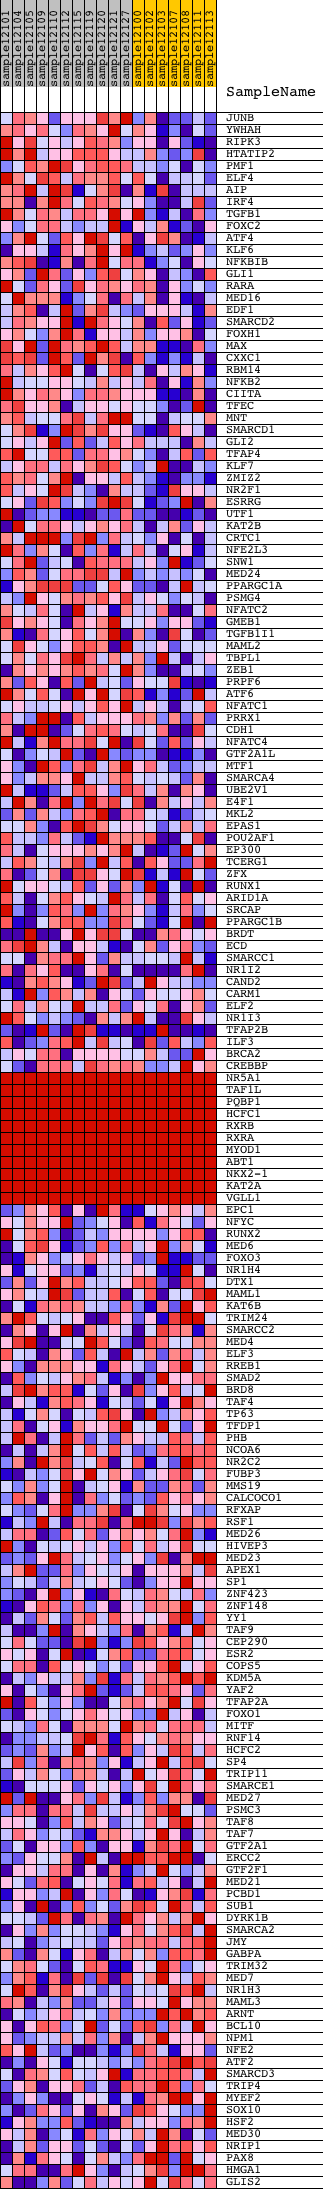 sample12101
sample12104
sample12105
sample12109
sample12110
sample12112
sample12115
sample12119
sample12120
sample12121
sample12127
sample12100
sample12102
sample12103
sample12107
sample12108
sample12111
sample12113
SampleName
JUNB
YWHAH
RIPK3
HTATIP2
PMF1
ELF4
AIP
IRF4
TGFB1
FOXC2
ATF4
KLF6
NFKBIB
GLI1
RARA
MED16
EDF1
SMARCD2
FOXH1
MAX
CXXC1
RBM14
NFKB2
CIITA
TFEC
MNT
SMARCD1
GLI2
TFAP4
KLF7
ZMIZ2
NR2F1
ESRRG
UTF1
KAT2B
CRTC1
NFE2L3
SNW1
MED24
PPARGC1A
PSMG4
NFATC2
GMEB1
TGFB1I1
MAML2
TBPL1
ZEB1
PRPF6
ATF6
NFATC1
PRRX1
CDH1
NFATC4
GTF2A1L
MTF1
SMARCA4
UBE2V1
E4F1
MKL2
EPAS1
POU2AF1
EP300
TCERG1
ZFX
RUNX1
ARID1A
SRCAP
PPARGC1B
BRDT
ECD
SMARCC1
NR1I2
CAND2
CARM1
ELF2
NR1I3
TFAP2B
ILF3
BRCA2
CREBBP
NR5A1
TAF1L
PQBP1
HCFC1
RXRB
RXRA
MYOD1
ABT1
NKX2-1
KAT2A
VGLL1
EPC1
NFYC
RUNX2
MED6
FOXO3
NR1H4
DTX1
MAML1
KAT6B
TRIM24
SMARCC2
MED4
ELF3
RREB1
SMAD2
BRD8
TAF4
TP63
TFDP1
PHB
NCOA6
NR2C2
FUBP3
MMS19
CALCOCO1
RFXAP
RSF1
MED26
HIVEP3
MED23
APEX1
SP1
ZNF423
ZNF148
YY1
TAF9
CEP290
ESR2
COPS5
KDM5A
YAF2
TFAP2A
FOXO1
MITF
RNF14
HCFC2
SP4
TRIP11
SMARCE1
MED27
PSMC3
TAF8
TAF7
GTF2A1
ERCC2
GTF2F1
MED21
PCBD1
SUB1
DYRK1B
SMARCA2
JMY
GABPA
TRIM32
MED7
NR1H3
MAML3
ARNT
BCL10
NPM1
NFE2
ATF2
SMARCD3
TRIP4
MYEF2
SOX10
HSF2
MED30
NRIP1
PAX8
HMGA1
GLIS2